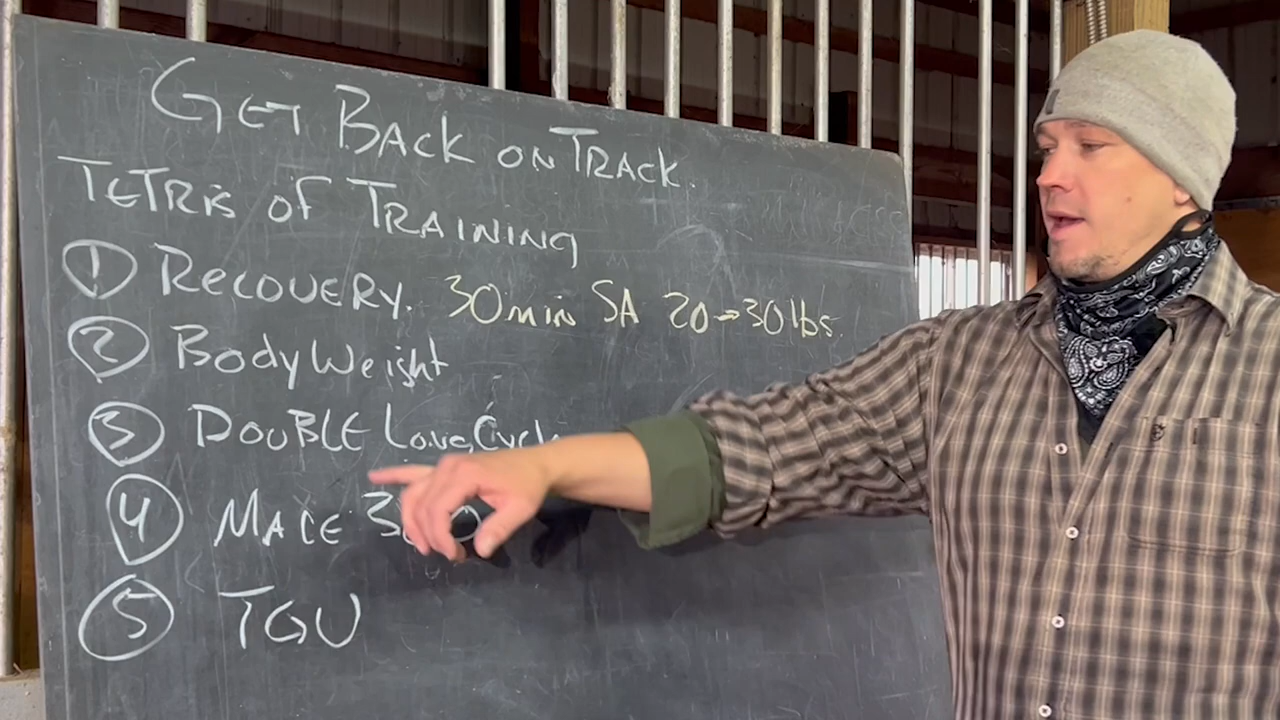 GET BACK ON TRACK.
TETRIS OF TRAINING
1 RECOVERY. 30min SA 20→30lbs.
2 BodyWeight
3 DOUBLE Long Cycle
4 MACE
5 TGU